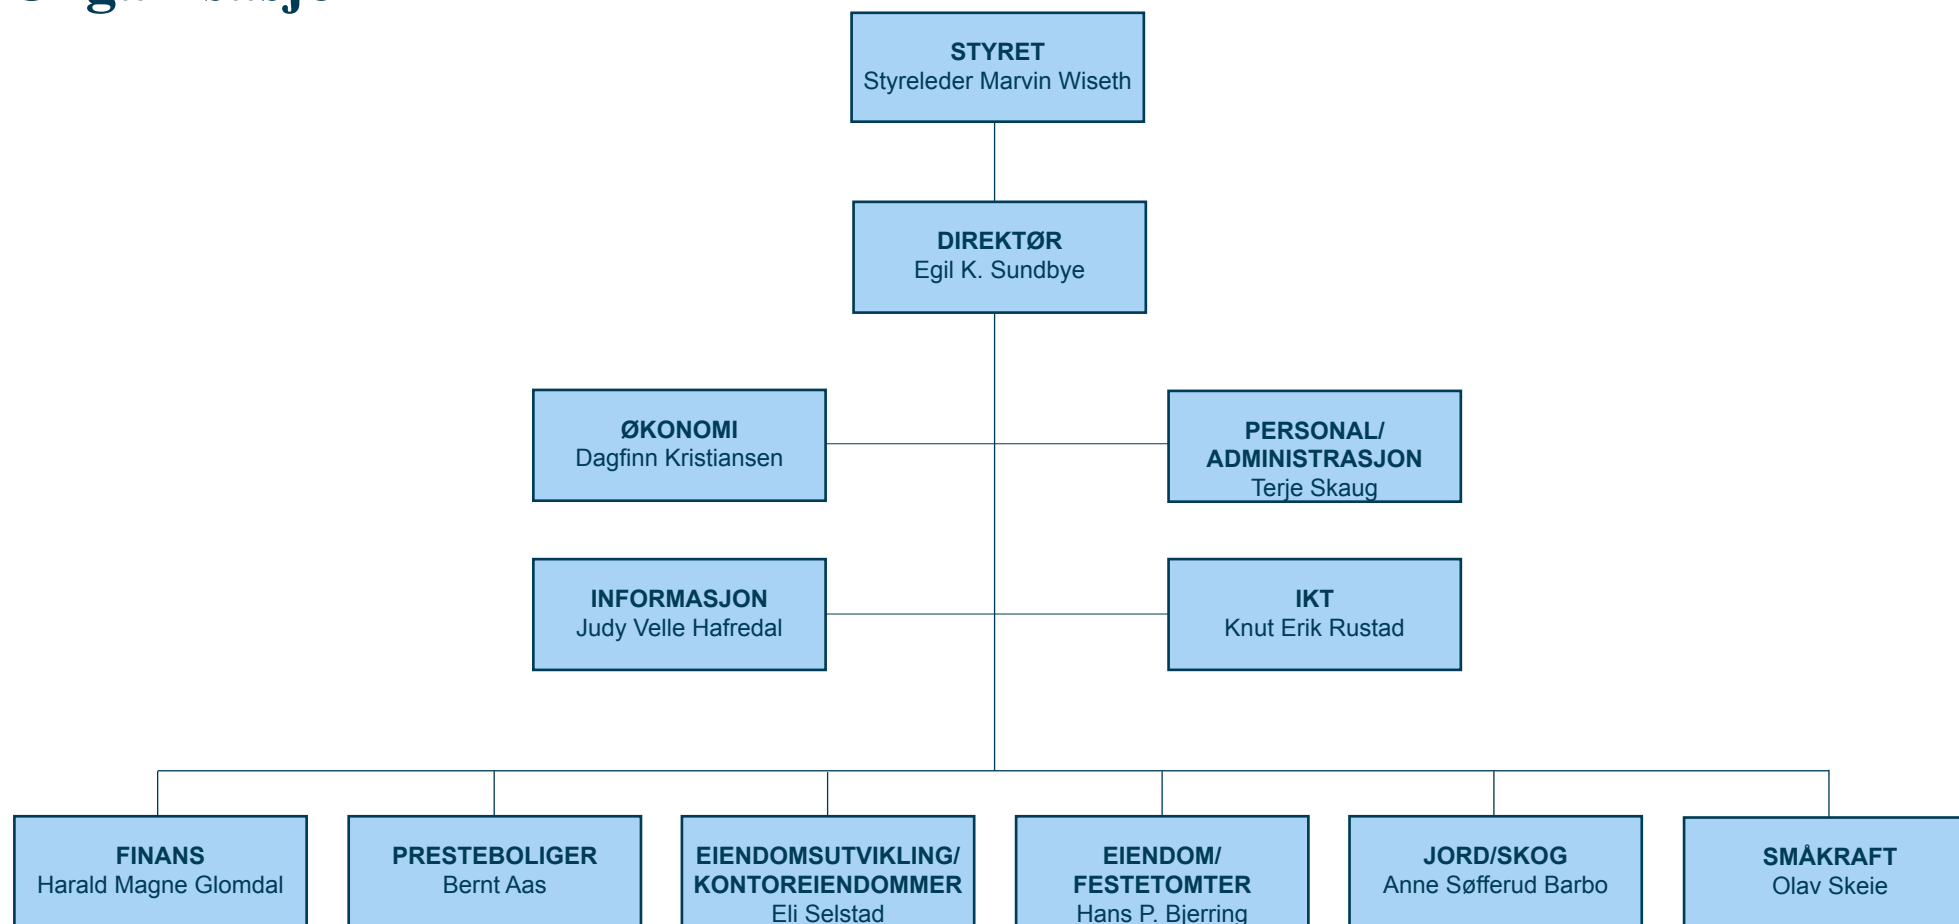 STYRET
Styreleder Marvin Wiseth
DIREKTØR
Egil K. Sundbye
ØKONOMI
Dagfinn Kristiansen
PERSONAL/
ADMINISTRASJON
Terje Skaug
INFORMASJON
Judy Velle Hafredal
IKT
Knut Erik Rustad
FINANS
Harald Magne Glomdal
PRESTEBOLIGER
Bernt Aas
EIENDOMSUTVIKLING/
KONTOREIENDOMMER
Eli Selstad
EIENDOM/
FESTETOMTER
Hans P. Bjerring
JORD/SKOG
Anne Søfferud Barbo
SMÅKRAFT
Olav Skeie